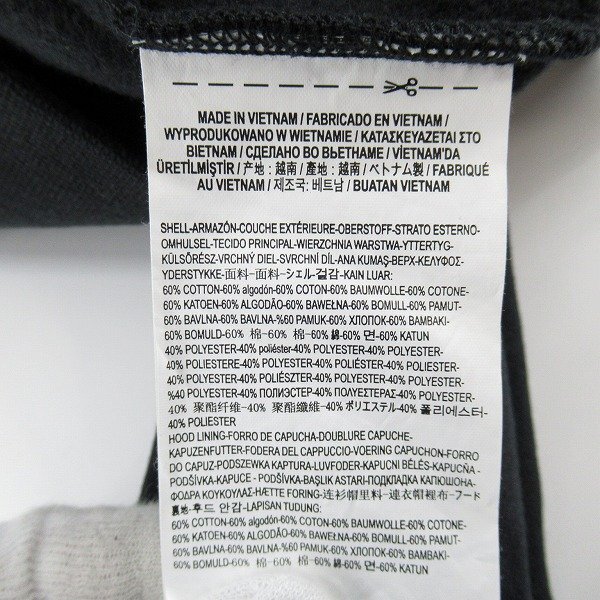 MADE IN VIETNAM / FABRICADO EN VIETNAM /
WYPRODUKOWANO W WIETNAMIE / ΚΑΤΑΣΚΕΥΑΖΕΤΑΙ ΣΤΟ
ΒΙΕΤΝΑΜ / СДЕЛАНО ВО ВЬЕТНАМЕ / VİETNAM'DA
ÜRETİLMİŞTİR / 产地 : 越南 / 產地 : 越南 / ベトナム製 / FABRIQUÉ
AU VIETNAM / 제조국: 베트남 / BUATAN VIETNAM
SHELL-ARMAZÓN-COUCHE EXTÉRIEURE-OBERSTOFF-STRATO ESTERNO-
OMHULSEL-TECIDO PRINCIPAL-WIERZCHNIA WARSTWA-YTTERTYG-
KÜLSŐRÉSZ-VRCHNÝ DIEL-SVRCHNÍ DÍL-ANA KUMAŞ-ВЕРХ-ΚΕΛΥΦΟΣ-
YDERSTYKKE-面料-面料-シェル-겉감-KAIN LUAR:
60% COTTON-60% algodón-60% COTON-60% BAUMWOLLE-60% COTONE-
60% KATOEN-60% ALGODÃO-60% BAWEŁNA-60% BOMULL-60% PAMUT-
60% BAVLNA-60% BAVLNA-%60 PAMUK-60% ХЛОПОК-60% ΒΑΜΒΑΚΙ-
60% BOMULD-60% 棉-60% 棉-60% 綿-60% 면-60% KATUN
40% POLYESTER-40% poliéster-40% POLYESTER-40% POLYESTER-
40% POLIESTERE-40% POLYESTER-40% POLIÉSTER-40% POLIESTER-
40% POLYESTER-40% POLIÉSZTER-40% POLYESTER-40% POLYESTER-
%40 POLYESTER-40% ПОЛИЭСТЕР-40% ΠΟΛΥΕΣΤΕΡΑΣ-40% POLYESTER-
40% 聚酯纤维-40% 聚酯纖維-40% ポリエステル-40% 폴리에스터-
40% POLIESTER
HOOD LINING-FORRO DE CAPUCHA-DOUBLURE CAPUCHE-
KAPUZENFUTTER-FODERA DEL CAPPUCCIO-VOERING CAPUCHON-FORRO
DO CAPUZ-PODSZEWKA KAPTURA-LUVFODER-KAPUCNI BÉLÉS-KAPUCŇA -
PODŠÍVKA-KAPUCE - PODŠÍVKA-BAŞLIK ASTARI-ПОДКЛАДКА КАПЮШОНА-
ΦΟΔΡΑ ΚΟΥΚΟΥΛΑΣ-HÆTTE FORING-连衫帽里料-連衣帽裡布-フード
裏地-후드 안감-LAPISAN TUDUNG:
60% COTTON-60% algodón-60% COTON-60% BAUMWOLLE-60% COTONE-
60% KATOEN-60% ALGODÃO-60% BAWEŁNA-60% BOMULL-60% PAMUT-
60% BAVLNA-60% BAVLNA-%60 PAMUK-60% ХЛОПОК-60% ΒΑΜΒΑΚΙ-
60% BOMULD-60% 棉-60% 棉-60% 綿-60% 면-60% KATUN